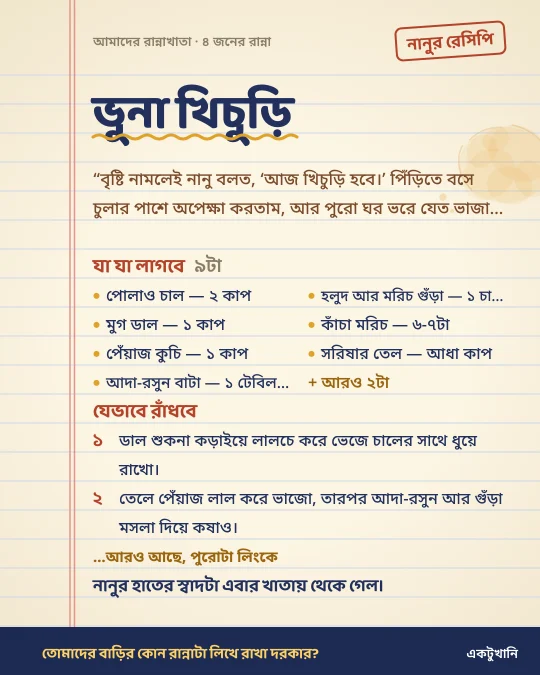 আমাদের রান্নাখাতা · ৪ জনের রান্না
নানুর রেসিপি
ভুনা খিচুড়ি
“বৃষ্টি নামলেই নানু বলত, ‘আজ খিচুড়ি হবে।’ পিঁড়িতে বসে
চুলার পাশে অপেক্ষা করতাম, আর পুরো ঘর ভরে যেত ভাজা...
যা যা লাগবে ৯টা
• পোলাও চাল — ২ কাপ
• মুগ ডাল — ১ কাপ
• পেঁয়াজ কুচি — ১ কাপ
• আদা-রসুন বাটা — ১ টেবিল...
• হলুদ আর মরিচ গুঁড়া — ১ চা...
• কাঁচা মরিচ — ৬-৭টা
• সরিষার তেল — আধা কাপ
+ আরও ২টা
যেভাবে রাঁধবে
১ ডাল শুকনা কড়াইয়ে লালচে করে ভেজে চালের সাথে ধুয়ে
রাখো।
২ তেলে পেঁয়াজ লাল করে ভাজো, তারপর আদা-রসুন আর গুঁড়া
মসলা দিয়ে কষাও।
...আরও আছে, পুরোটা লিংকে
নানুর হাতের স্বাদটা এবার খাতায় থেকে গেল।
তোমাদের বাড়ির কোন রান্নাটা লিখে রাখা দরকার?
একটুখানি